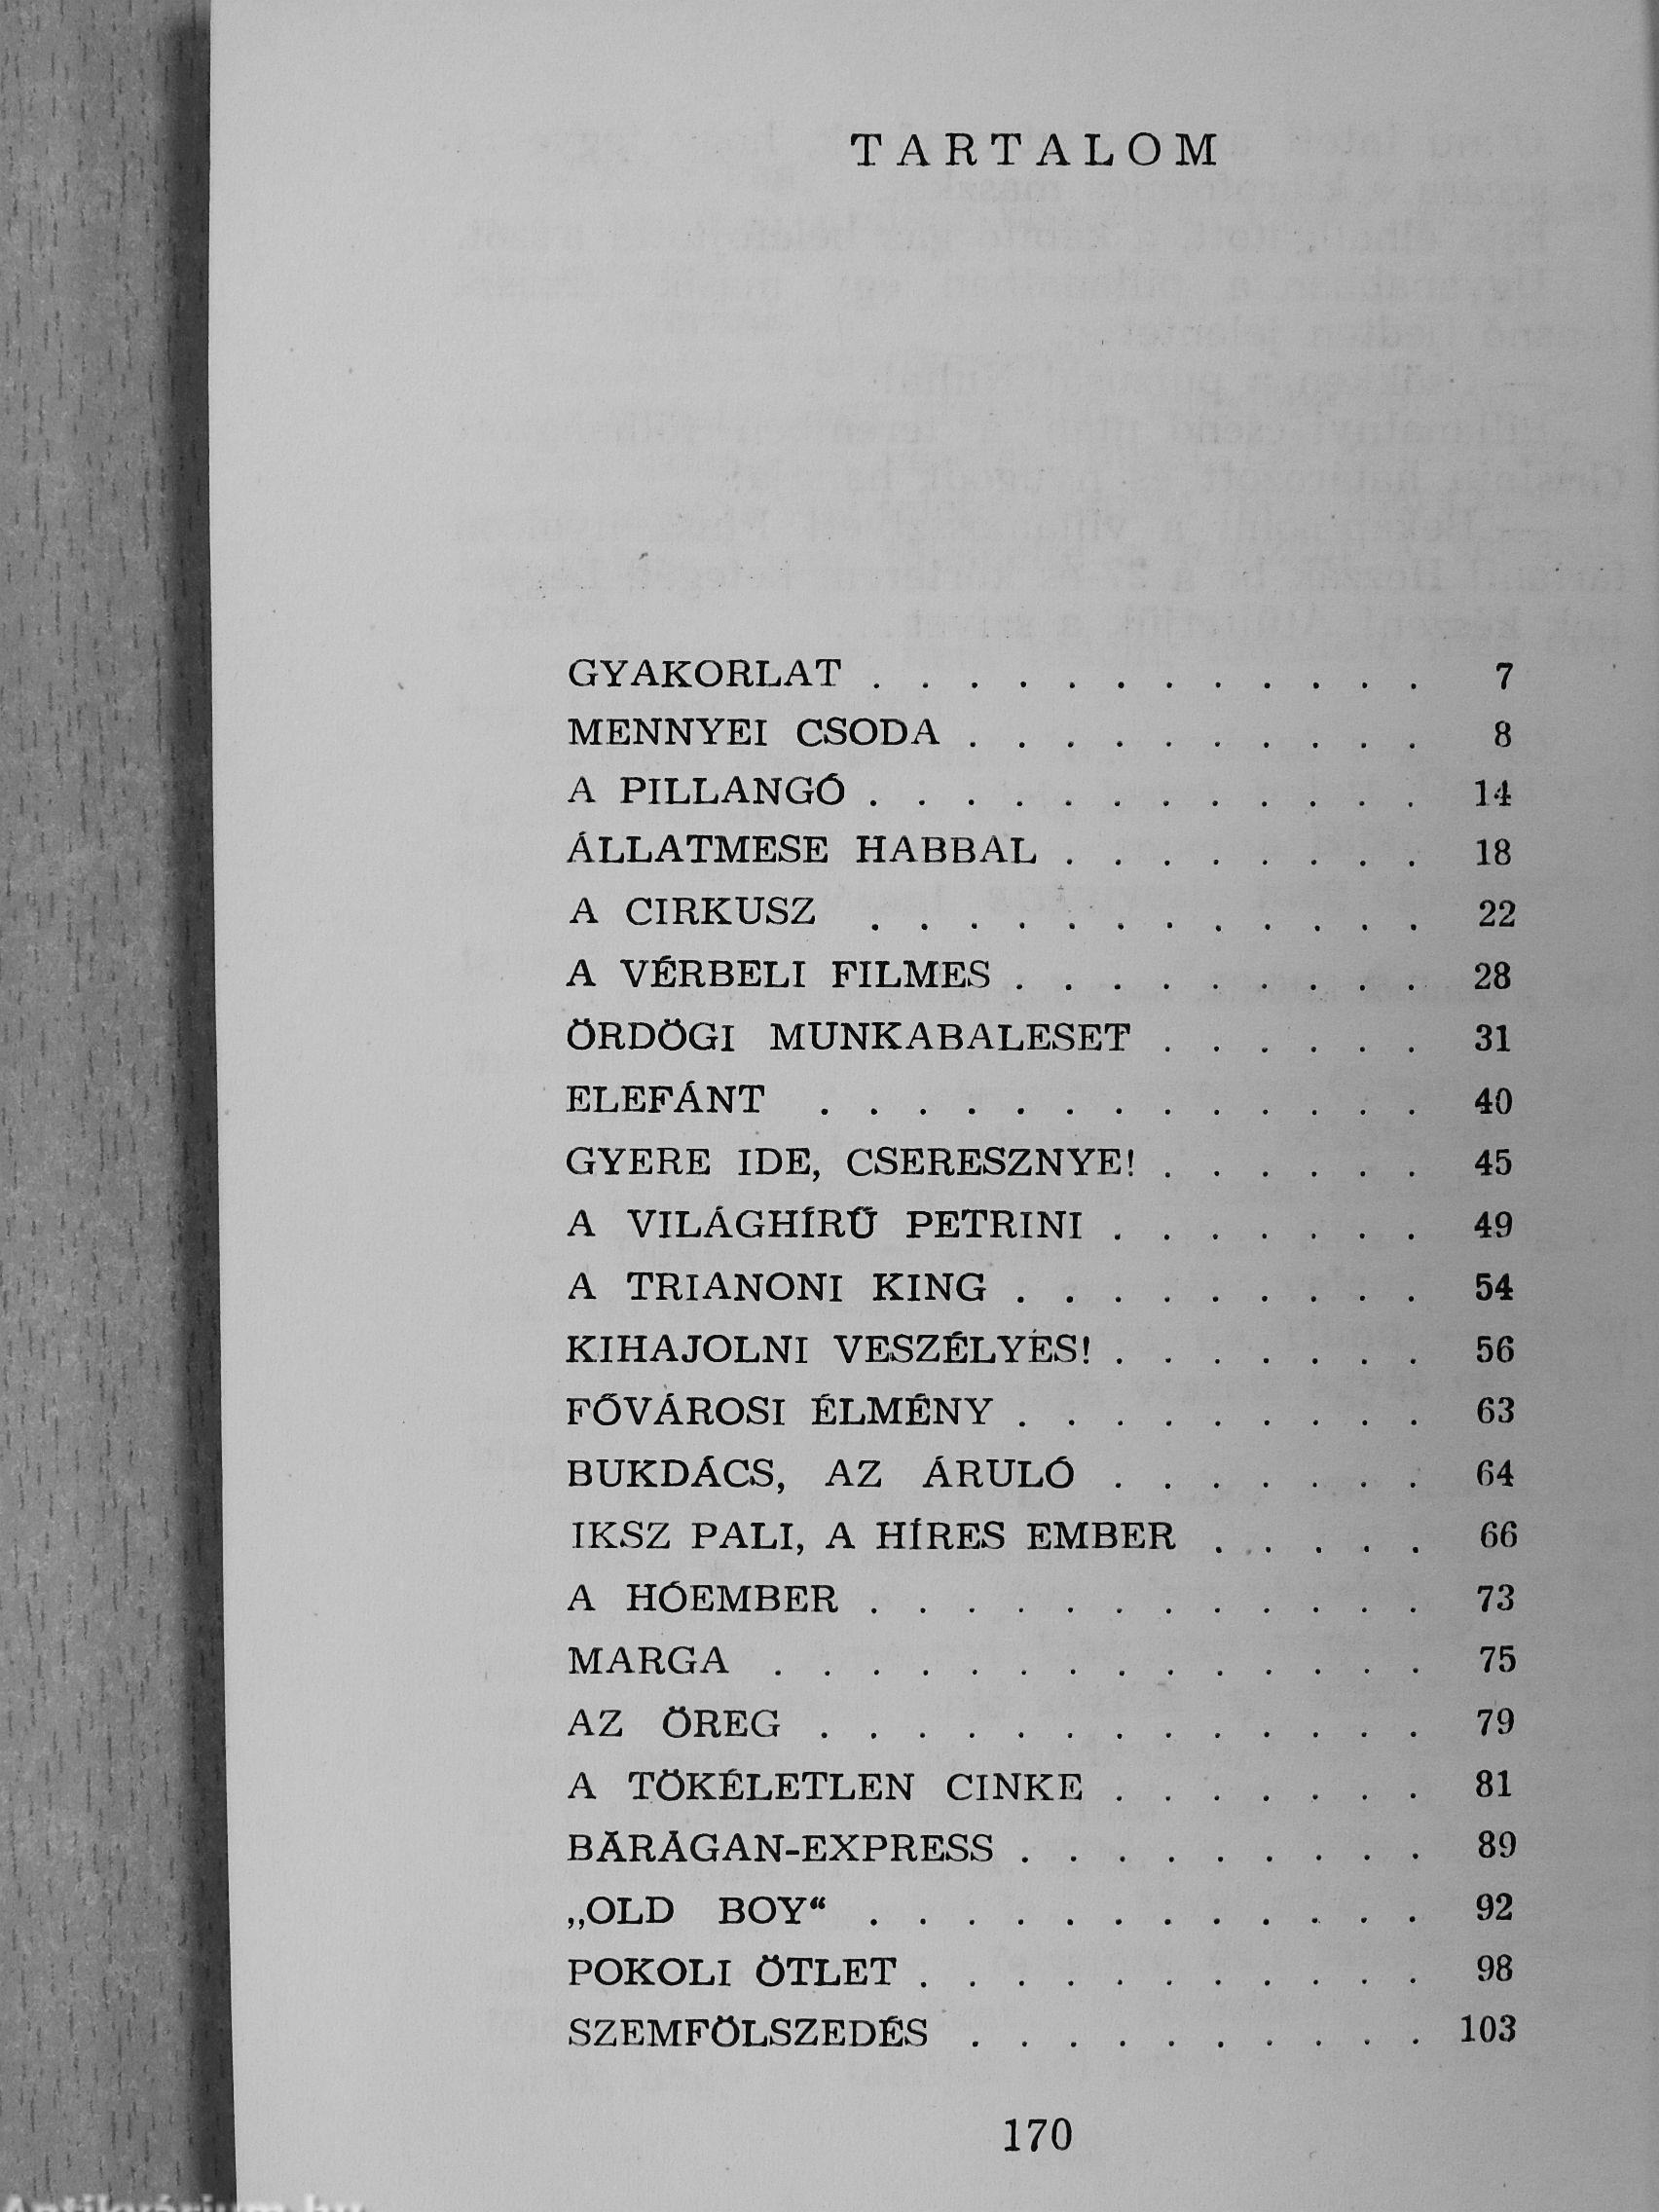 TARTALOM
GYAKORLAT . . . . . . . . . . . . 7
MENNYEI CSODA . . . . . . . . . . 8
A PILLANGÓ . . . . . . . . . . . . 14
ÁLLATMESE HABBAL . . . . . . . . 18
A CIRKUSZ . . . . . . . . . . . . 22
A VÉRBELI FILMES . . . . . . . . . 28
ÖRDÖGI MUNKABALESET . . . . . . 31
ELEFÁNT . . . . . . . . . . . . . 40
GYERE IDE, CSERESZNYE! . . . . . . 45
A VILÁGHÍRŰ PETRINI . . . . . . . 49
A TRIANONI KING . . . . . . . . . 54
KIHAJOLNI VESZÉLYES! . . . . . . . 56
FŐVÁROSI ÉLMÉNY . . . . . . . . . 63
BUKDÁCS, AZ ÁRULÓ . . . . . . . 64
IKSZ PALI, A HÍRES EMBER . . . . . 66
A HÓEMBER . . . . . . . . . . . . 73
MARGA . . . . . . . . . . . . . . 75
AZ ÖREG . . . . . . . . . . . . . 79
A TÖKÉLETLEN CINKE . . . . . . . 81
BĂRĂGAN-EXPRESS . . . . . . . . . 89
„OLD BOY“ . . . . . . . . . . . . 92
POKOLI ÖTLET . . . . . . . . . . . 98
SZEMFÖLSZEDÉS . . . . . . . . . . 103
170
Antikvárium.hu